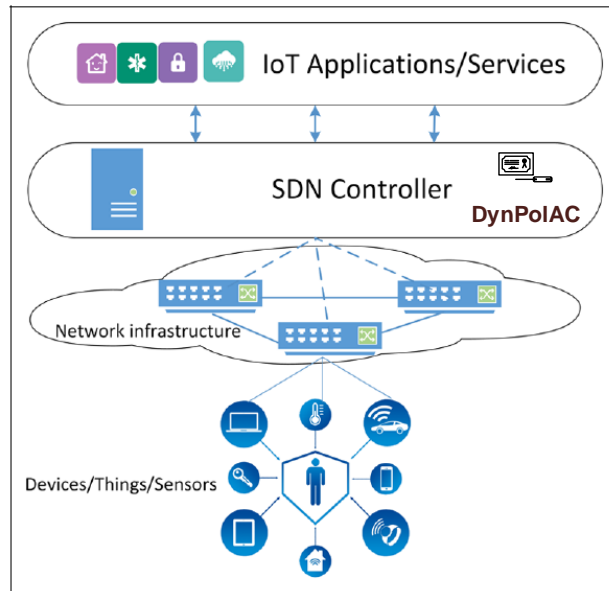 IoT Applications/Services
SDN Controller
DynPolAC
Network infrastructure
Devices/Things/Sensors